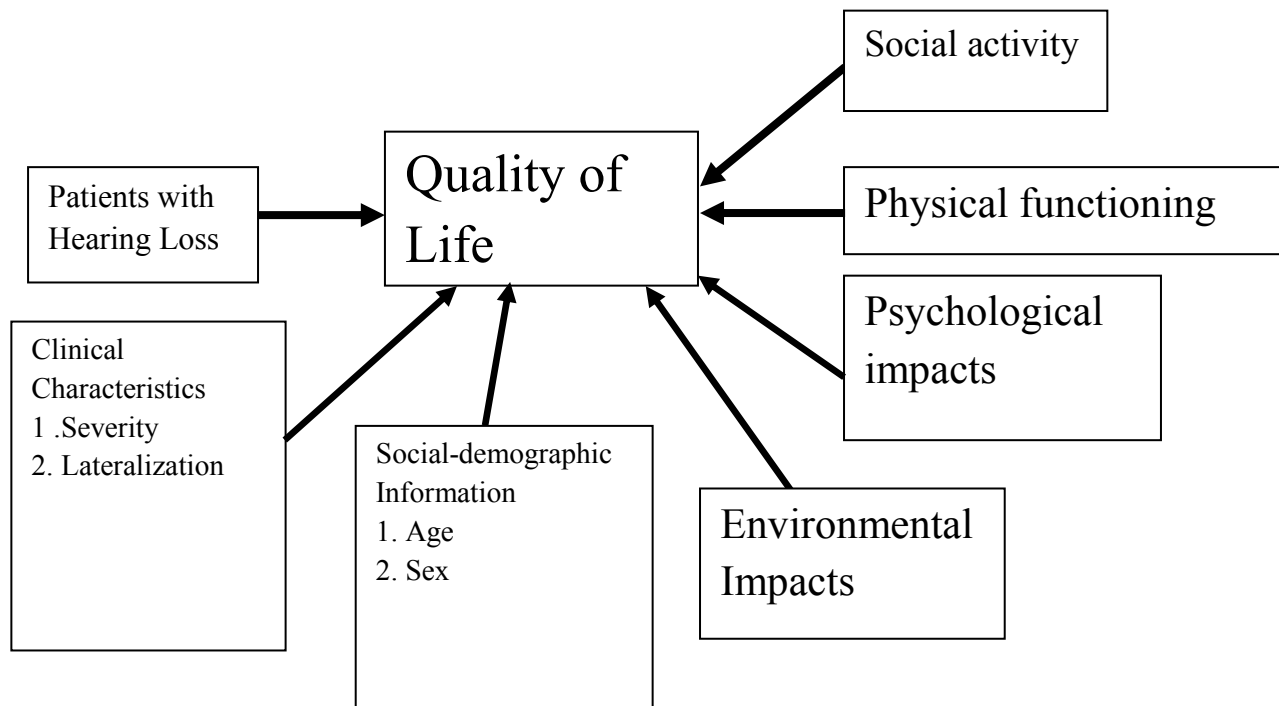 Social activity
Quality of
Life
Patients with
Hearing Loss
Physical functioning
Psychological
impacts
Clinical
Characteristics
1 .Severity
2. Lateralization
Social-demographic
Information
1. Age
2. Sex
Environmental
Impacts